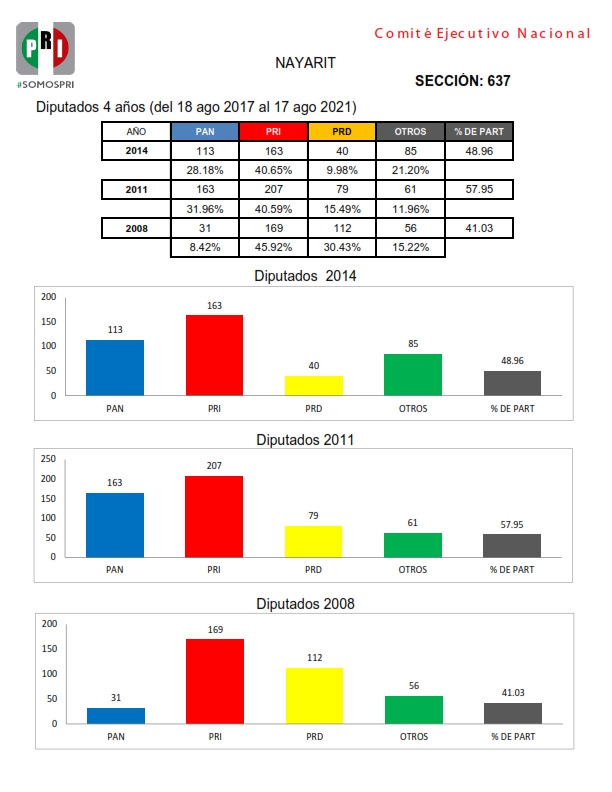 PRI
#SOMOSPRI
Comité Ejecutivo Nacional
NAYARIT
SECCIÓN: 637
Diputados 4 años (del 18 ago 2017 al 17 ago 2021)
AÑO PAN PRI PRD OTROS % DE PART
2014 113 163 40 85 48.96
28.18% 40.65% 9.98% 21.20%
2011 163 207 79 61 57.95
31.96% 40.59% 15.49% 11.96%
2008 31 169 112 56 41.03
8.42% 45.92% 30.43% 15.22%
Diputados 2014
200
150
100
50
0
113
163
40
85
48.96
PAN PRI PRD OTROS % DE PART
Diputados 2011
250
200
150
100
50
0
163
207
79
61
57.95
PAN PRI PRD OTROS % DE PART
Diputados 2008
200
150
100
50
0
31
169
112
56
41.03
PAN PRI PRD OTROS % DE PART